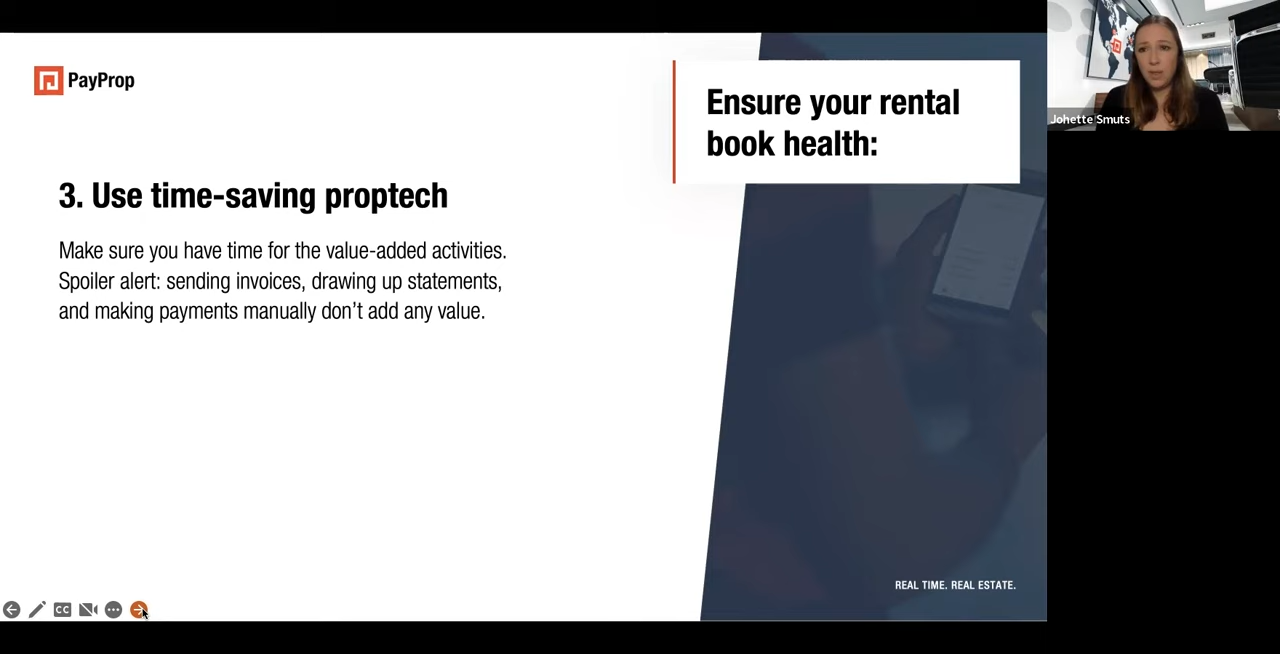 PayProp
Ensure your rental
book health:
3. Use time-saving proptech
Make sure you have time for the value-added activities.
Spoiler alert: sending invoices, drawing up statements,
and making payments manually don’t add any value.
REAL TIME. REAL ESTATE.
CC
Johette Smuts